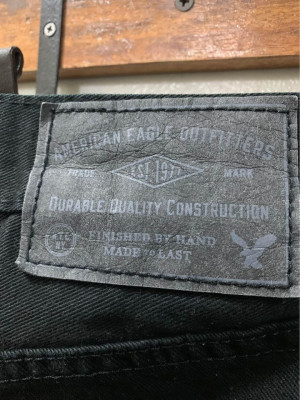 AMERICAN EAGLE OUTFITTERS
TRADE EST. 1977 MARK
DURABLE QUALITY CONSTRUCTION
FINISHED BY HAND
MADE TO LAST